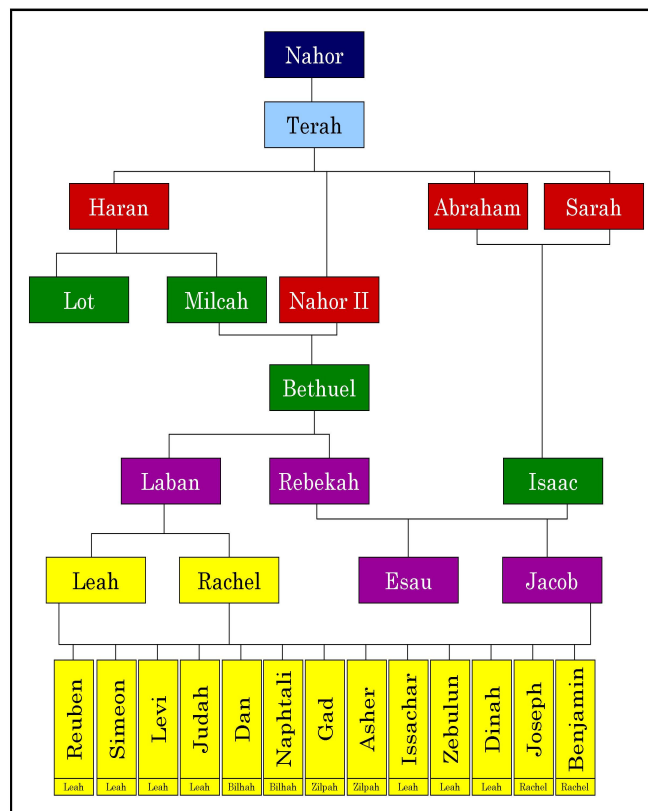 Nahor
Terah
Haran
Abraham
Sarah
Lot
Milcah
Nahor II
Bethuel
Laban
Rebekah
Isaac
Leah
Rachel
Esau
Jacob
Reuben
Simeon
Levi
Judah
Dan
Naphtali
Gad
Asher
Issachar
Zebulun
Dinah
Joseph
Benjamin
Leah
Leah
Leah
Leah
Bilhah
Bilhah
Zilpah
Zilpah
Leah
Leah
Leah
Rachel
Rachel